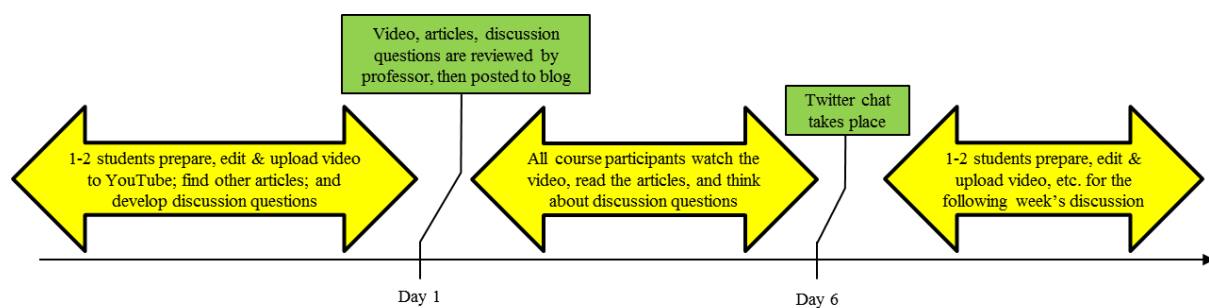 Video, articles, discussion
questions are reviewed by
professor, then posted to blog
Twitter chat
takes place
1-2 students prepare, edit & upload video
to YouTube; find other articles; and
develop discussion questions
All course participants watch the
video, read the articles, and think
about discussion questions
1-2 students prepare, edit &
upload video, etc. for the
following week’s discussion
Day 1
Day 6